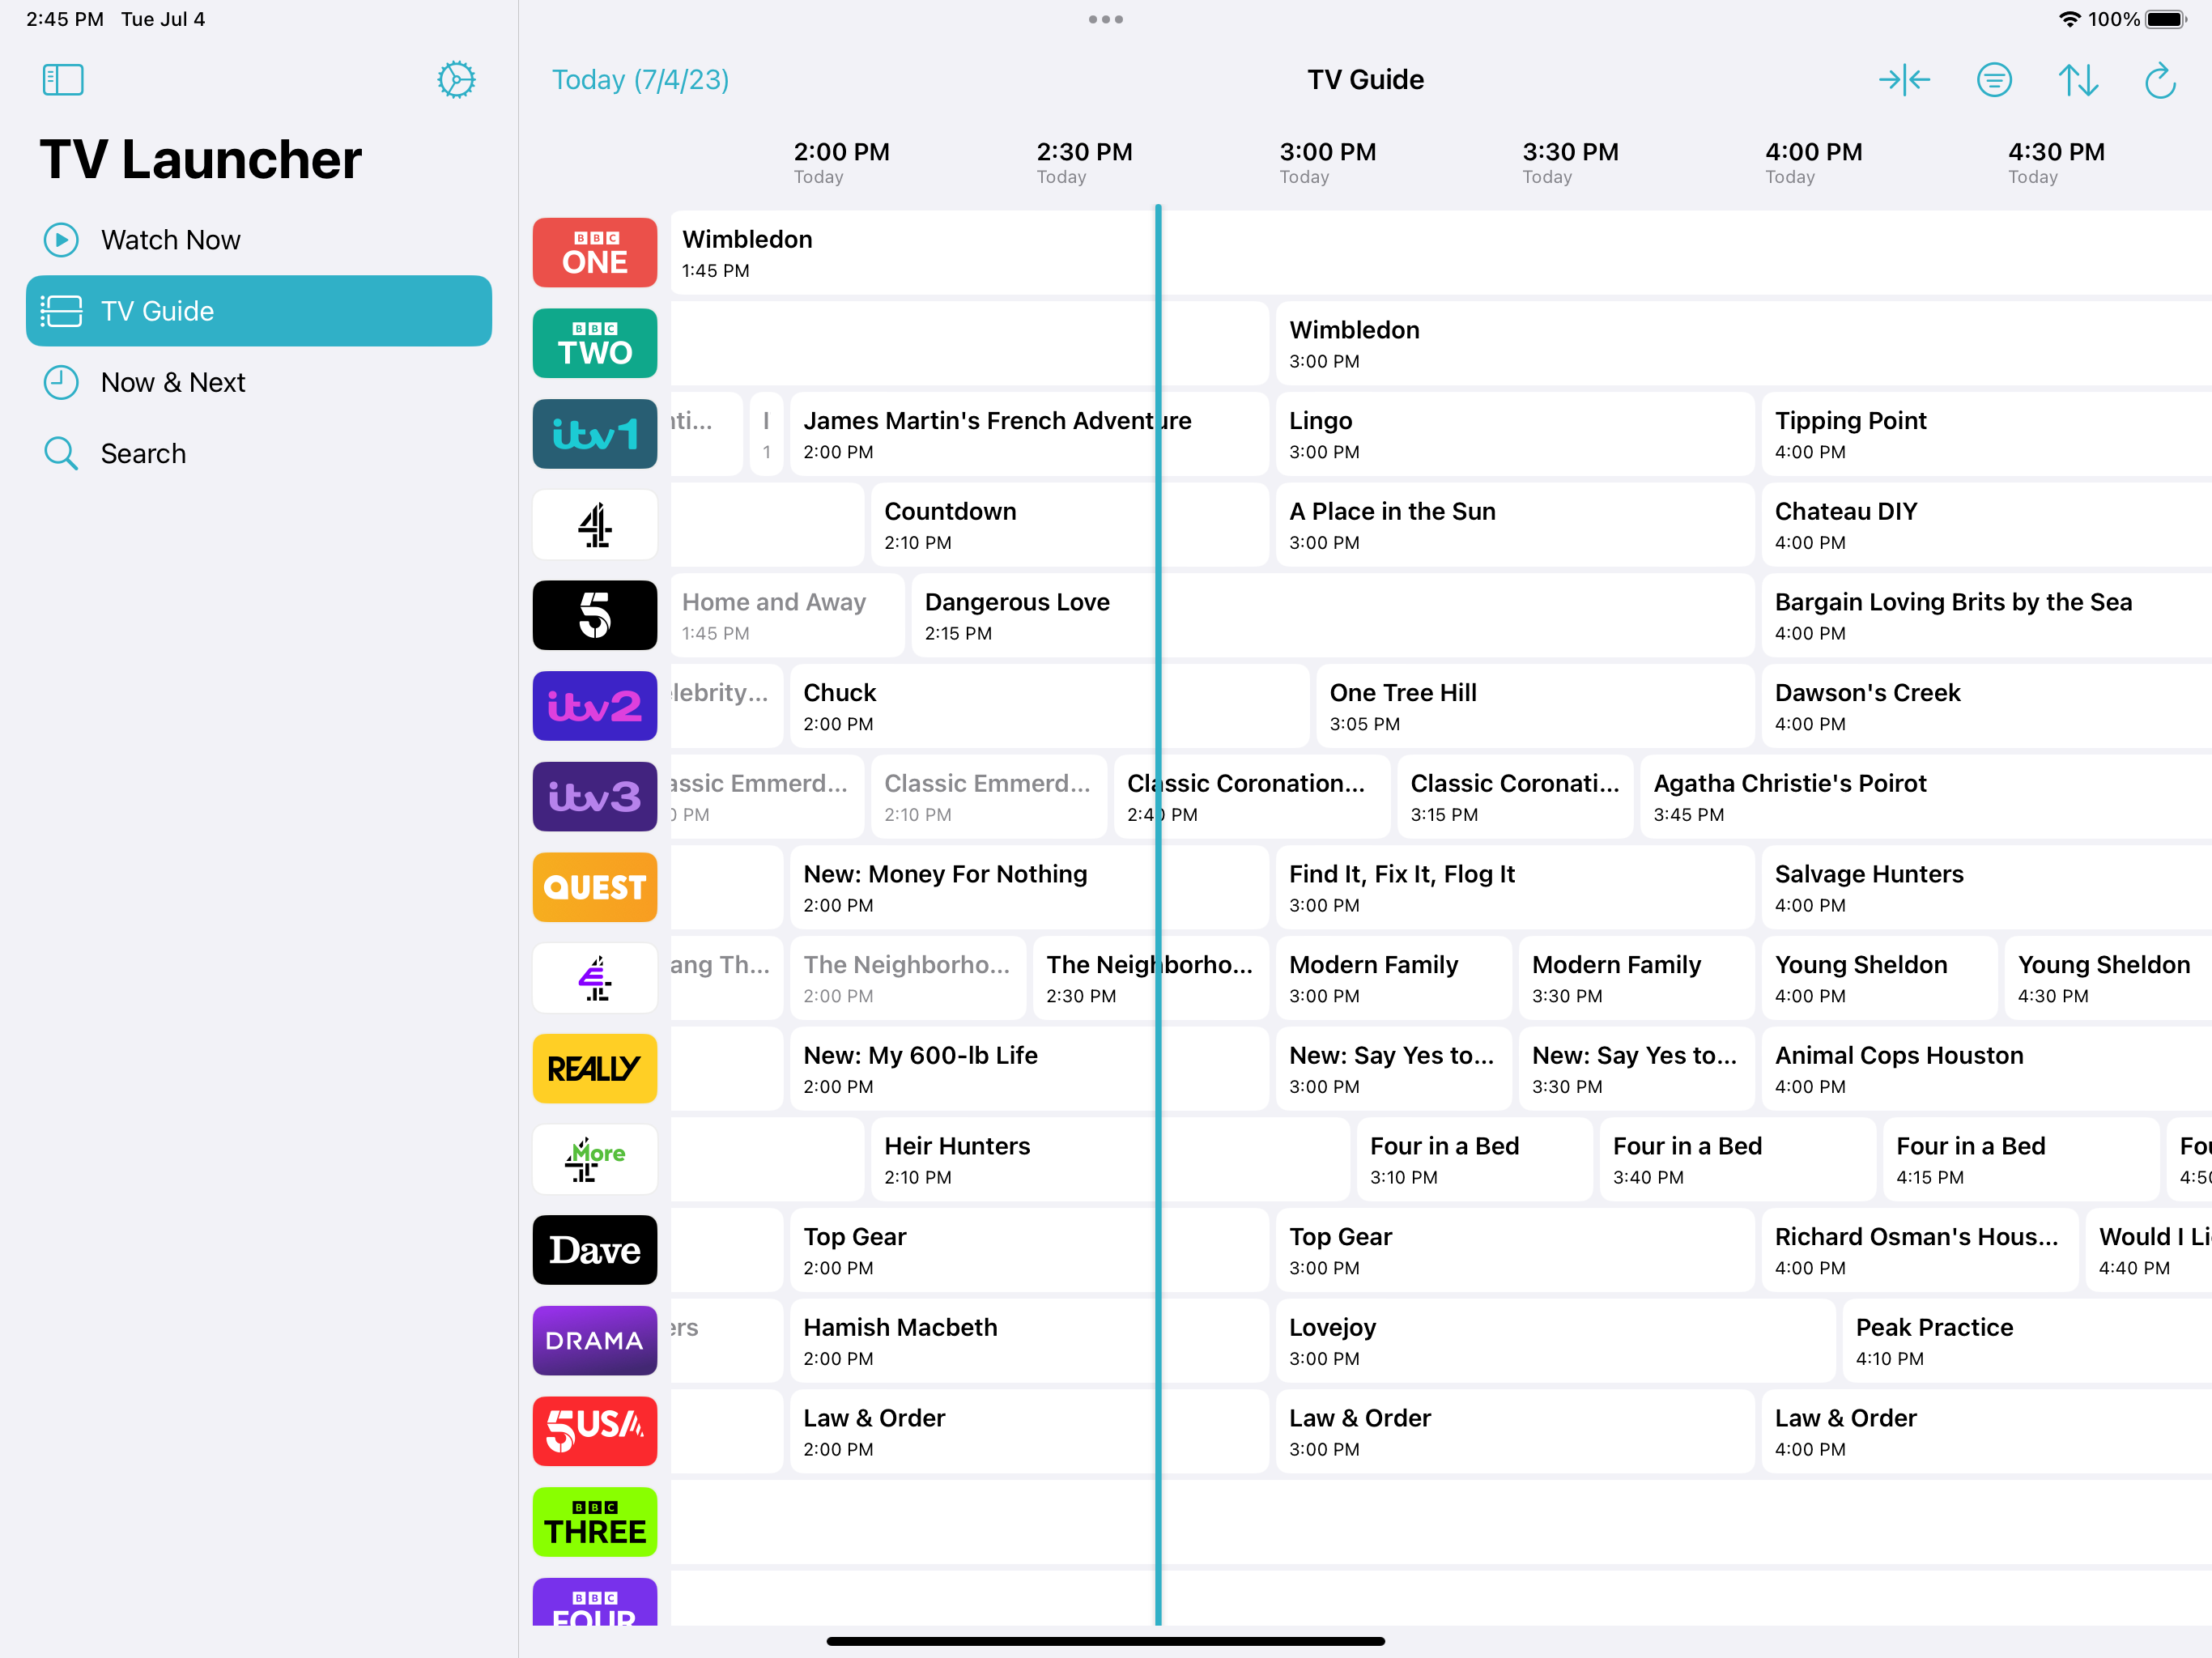 2:45 PM Tue Jul 4
100%
TV Launcher
Watch Now
TV Guide
Now & Next
Search
Today (7/4/23)
TV Guide
2:00 PM 2:30 PM 3:00 PM 3:30 PM 4:00 PM 4:30 PM
Today Today Today Today Today Today
BBC ONE
Wimbledon
1:45 PM
BBC TWO
Wimbledon
3:00 PM
itv1
James Martin's French Adventure Lingo Tipping Point
2:00 PM 3:00 PM 4:00 PM
4
Countdown A Place in the Sun Chateau DIY
2:10 PM 3:00 PM 4:00 PM
5
Home and Away Dangerous Love Bargain Loving Brits by the Sea
1:45 PM 2:15 PM 4:00 PM
itv2
lebrity... Chuck One Tree Hill Dawson's Creek
2:00 PM 3:05 PM 4:00 PM
itv3
assic Emmerd... Classic Emmerd... Classic Coronation... Classic Coronati... Agatha Christie's Poirot
PM 2:10 PM 2:40 PM 3:15 PM 3:45 PM
QUEST
New: Money For Nothing Find It, Fix It, Flog It Salvage Hunters
2:00 PM 3:00 PM 4:00 PM
4E
ang Th... The Neighborho... The Neighborho... Modern Family Modern Family Young Sheldon Young Sheldon
2:00 PM 2:30 PM 3:00 PM 3:30 PM 4:00 PM 4:30 PM
REALLY
New: My 600-lb Life New: Say Yes to... New: Say Yes to... Animal Cops Houston
2:00 PM 3:00 PM 3:30 PM 4:00 PM
More 4
Heir Hunters Four in a Bed Four in a Bed Four in a Bed Fou
2:10 PM 3:10 PM 3:40 PM 4:15 PM 4:50
Dave
Top Gear Top Gear Richard Osman's Hous... Would I Li
2:00 PM 3:00 PM 4:00 PM 4:40 PM
DRAMA
ers Hamish Macbeth Lovejoy Peak Practice
2:00 PM 3:00 PM 4:10 PM
5USA
Law & Order Law & Order Law & Order
2:00 PM 3:00 PM 4:00 PM
BBC THREE
BBC FOUR